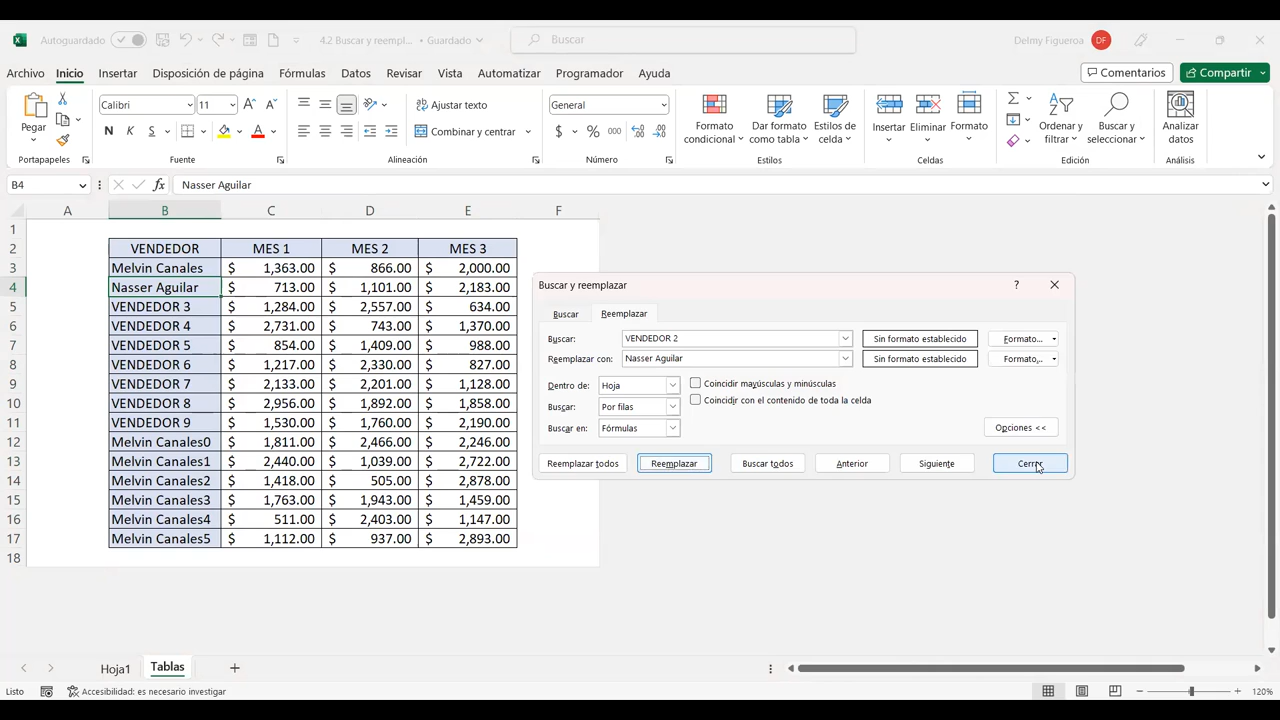 Autoguardado
4.2 Buscar y reempl... • Guardado
Buscar
Delmy Figueroa
DF
Archivo Inicio Insertar Disposición de página Fórmulas Datos Revisar Vista Automatizar Programador Ayuda
Comentarios
Compartir
Pegar
Portapapeles
Calibri 11
N K S
Fuente
Ajustar texto
Combinar y centrar
Alineación
General
$ % 000
Número
Formato condicional
Dar formato como tabla
Estilos de celda
Estilos
Insertar Eliminar Formato
Celdas
Ordenar y filtrar
Buscar y seleccionar
Edición
Analizar datos
Análisis
B4 fx Nasser Aguilar
A B C D E F
1
2 VENDEDOR MES 1 MES 2 MES 3
3 Melvin Canales $ 1,363.00 $ 866.00 $ 2,000.00
4 Nasser Aguilar $ 713.00 $ 1,101.00 $ 2,183.00
5 VENDEDOR 3 $ 1,284.00 $ 2,557.00 $ 634.00
6 VENDEDOR 4 $ 2,731.00 $ 743.00 $ 1,370.00
7 VENDEDOR 5 $ 854.00 $ 1,409.00 $ 988.00
8 VENDEDOR 6 $ 1,217.00 $ 2,330.00 $ 827.00
9 VENDEDOR 7 $ 2,133.00 $ 2,201.00 $ 1,128.00
10 VENDEDOR 8 $ 2,956.00 $ 1,892.00 $ 1,858.00
11 VENDEDOR 9 $ 1,530.00 $ 1,760.00 $ 2,190.00
12 Melvin Canales0 $ 1,811.00 $ 2,466.00 $ 2,246.00
13 Melvin Canales1 $ 2,440.00 $ 1,039.00 $ 2,722.00
14 Melvin Canales2 $ 1,418.00 $ 505.00 $ 2,878.00
15 Melvin Canales3 $ 1,763.00 $ 1,943.00 $ 1,459.00
16 Melvin Canales4 $ 511.00 $ 2,403.00 $ 1,147.00
17 Melvin Canales5 $ 1,112.00 $ 937.00 $ 2,893.00
18
Buscar y reemplazar ?
Buscar Reemplazar
Buscar: VENDEDOR 2 Sin formato establecido Formato...
Reemplazar con: Nasser Aguilar Sin formato establecido Formato...
Dentro de: Hoja Coincidir mayúsculas y minúsculas
Buscar: Por filas Coincidir con el contenido de toda la celda
Buscar en: Fórmulas Opciones <<
Reemplazar todos Reemplazar Buscar todos Anterior Siguiente Cerrar
Hoja1 Tablas
Listo Accesibilidad: es necesario investigar 120%